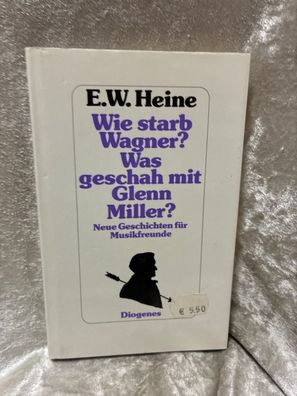 E.W. Heine
Wie starb
Wagner?
Was
geschah mit
Glenn
Miller?
Neue Geschichten für
Musikfreunde
Diogenes
€ 5.50